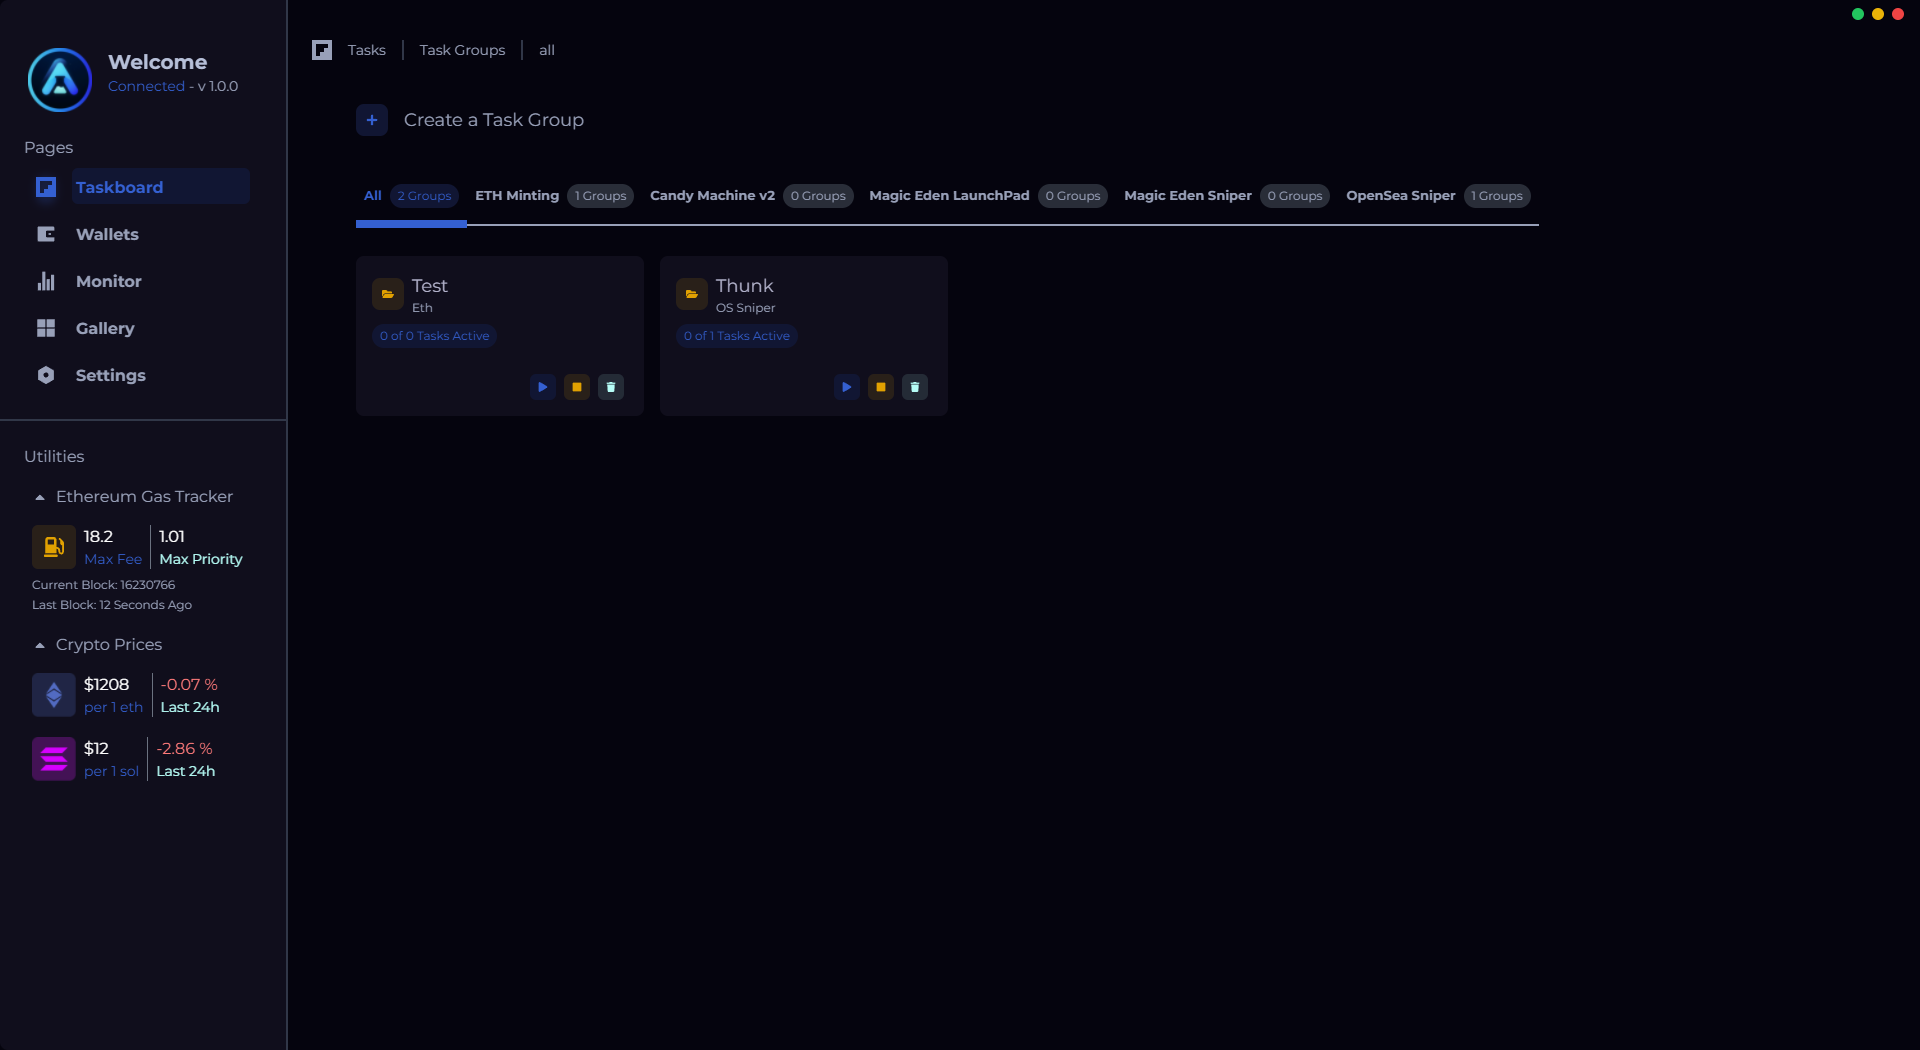 Welcome
Connected - v 1.0.0
Pages
Taskboard
Wallets
Monitor
Gallery
Settings
Utilities
Ethereum Gas Tracker
18.2 1.01
Max Fee Max Priority
Current Block: 16230766
Last Block: 12 Seconds Ago
Crypto Prices
$1208 -0.07 %
per 1 eth Last 24h
$12 -2.86 %
per 1 sol Last 24h
Tasks Task Groups all
Create a Task Group
All 2 Groups ETH Minting 1 Groups Candy Machine v2 0 Groups Magic Eden LaunchPad 0 Groups Magic Eden Sniper 0 Groups OpenSea Sniper 1 Groups
Test
Eth
0 of 0 Tasks Active
Thunk
OS Sniper
0 of 1 Tasks Active